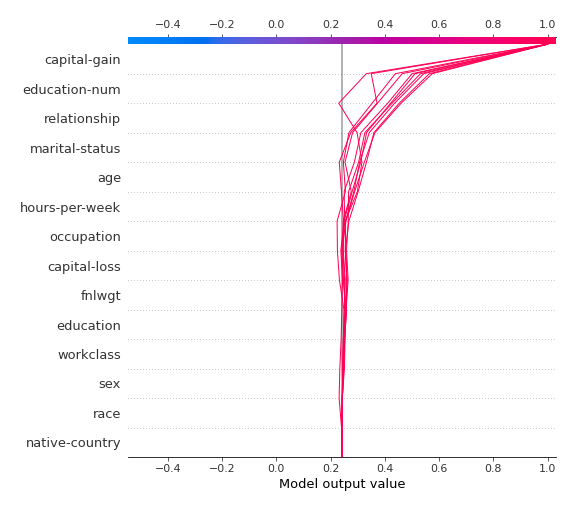 −0.4 −0.2 0.0 0.2 0.4 0.6 0.8 1.0
capital-gain
education-num
relationship
marital-status
age
hours-per-week
occupation
capital-loss
fnlwgt
education
workclass
sex
race
native-country
−0.4 −0.2 0.0 0.2 0.4 0.6 0.8 1.0
Model output value